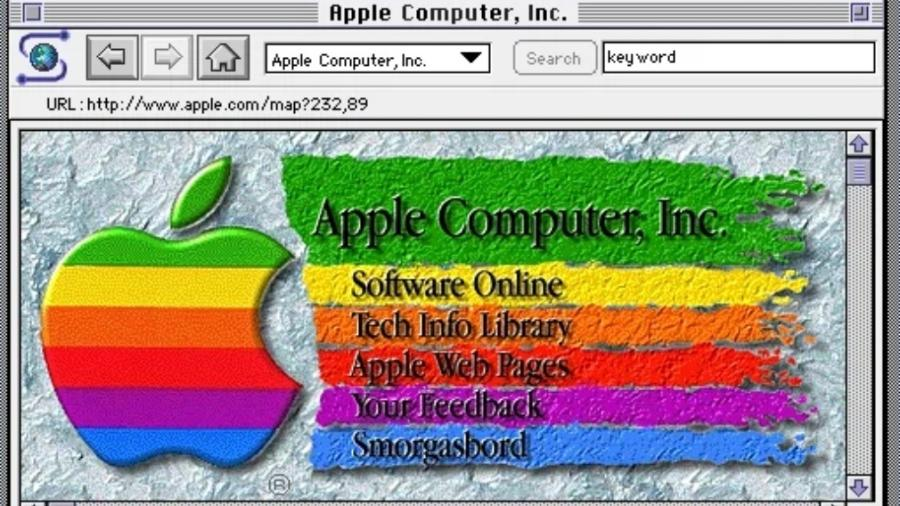 Apple Computer, Inc.
Apple Computer, Inc. Search keyword
URL:http://www.apple.com/map?232,89
Apple Computer, Inc.
Software Online
Tech Info Library
Apple Web Pages
Your Feedback
Smorgasbord
®